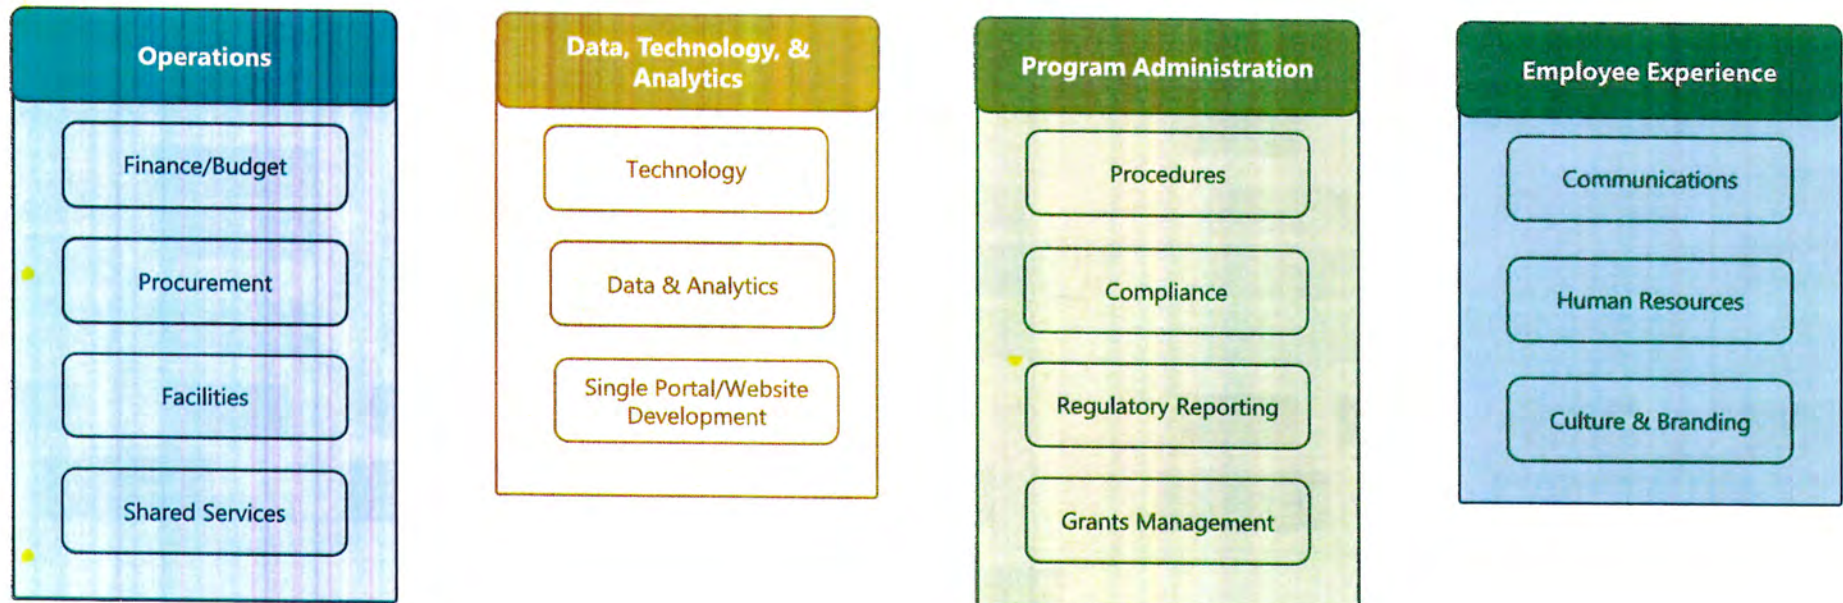 Operations
Finance/Budget
Procurement
Facilities
Shared Services
Data, Technology, &
Analytics
Technology
Data & Analytics
Single Portal/Website
Development
Program Administration
Procedures
Compliance
Regulatory Reporting
Grants Management
Employee Experience
Communications
Human Resources
Culture & Branding